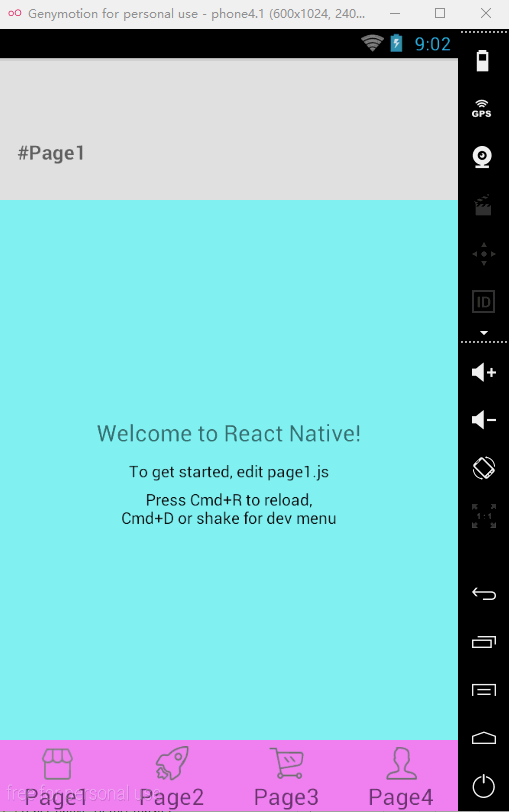 Genymotion for personal use - phone4.1 (600x1024, 240...
9:02
GPS
#Page1
ID
Welcome to React Native!
To get started, edit page1.js
Press Cmd+R to reload,
Cmd+D or shake for dev menu
1:1
free for personal use
Page1
Page2
Page3
Page4